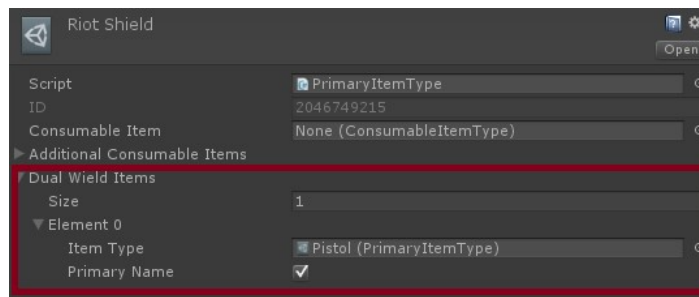 Riot Shield
Open
Script PrimaryItemType
ID 2046749215
Consumable Item None (ConsumableItemType)
Additional Consumable Items
Dual Wield Items
Size 1
Element 0
Item Type Pistol (PrimaryItemType)
Primary Name